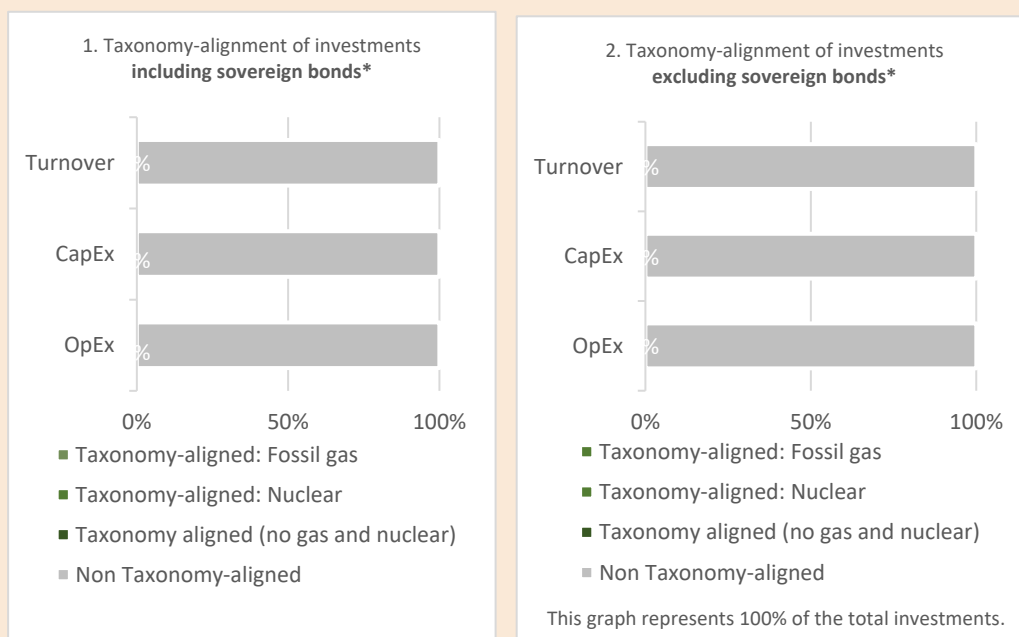 1. Taxonomy-alignment of investments
including sovereign bonds*
Turnover
%
CapEx
%
OpEx
%
0% 50% 100%
Taxonomy-aligned: Fossil gas
Taxonomy-aligned: Nuclear
Taxonomy aligned (no gas and nuclear)
Non Taxonomy-aligned
2. Taxonomy-alignment of investments
excluding sovereign bonds*
Turnover
%
CapEx
%
OpEx
%
0% 50% 100%
Taxonomy-aligned: Fossil gas
Taxonomy-aligned: Nuclear
Taxonomy aligned (no gas and nuclear)
Non Taxonomy-aligned
This graph represents 100% of the total investments.